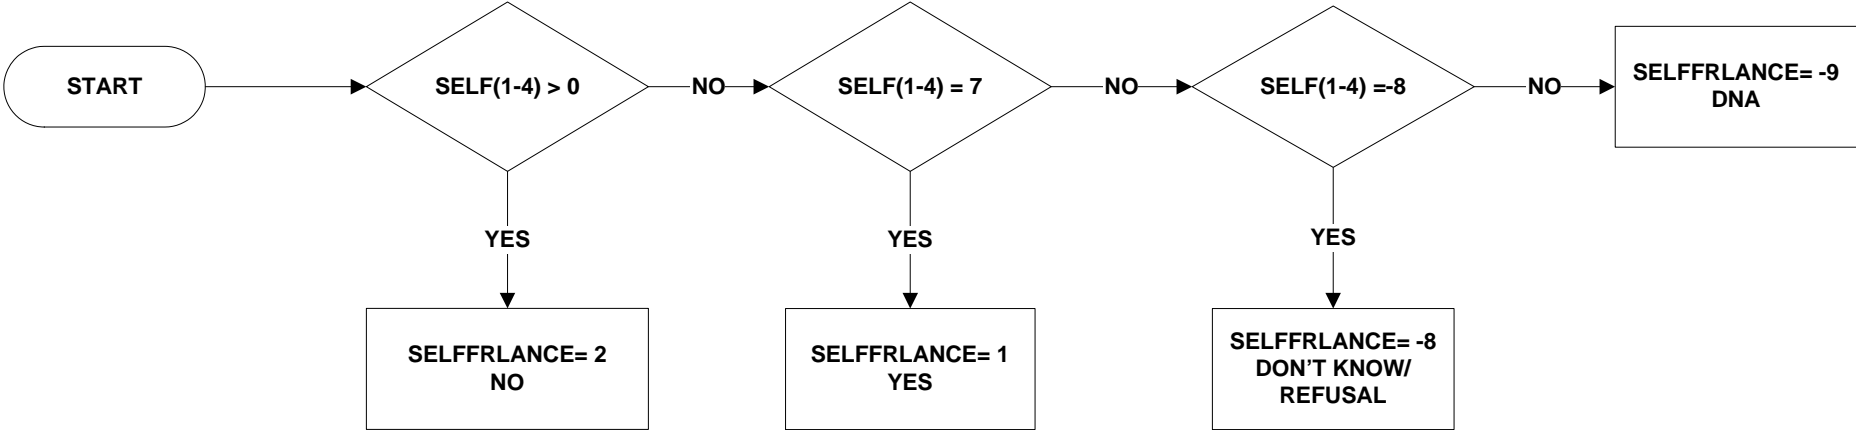 START
SELF(1-4) > 0
NO
SELF(1-4) = 7
NO
SELF(1-4) =-8
NO
SELFFRLANCE= -9
DNA
YES
YES
YES
SELFFRLANCE= 2
NO
SELFFRLANCE= 1
YES
SELFFRLANCE= -8
DON'T KNOW/
REFUSAL